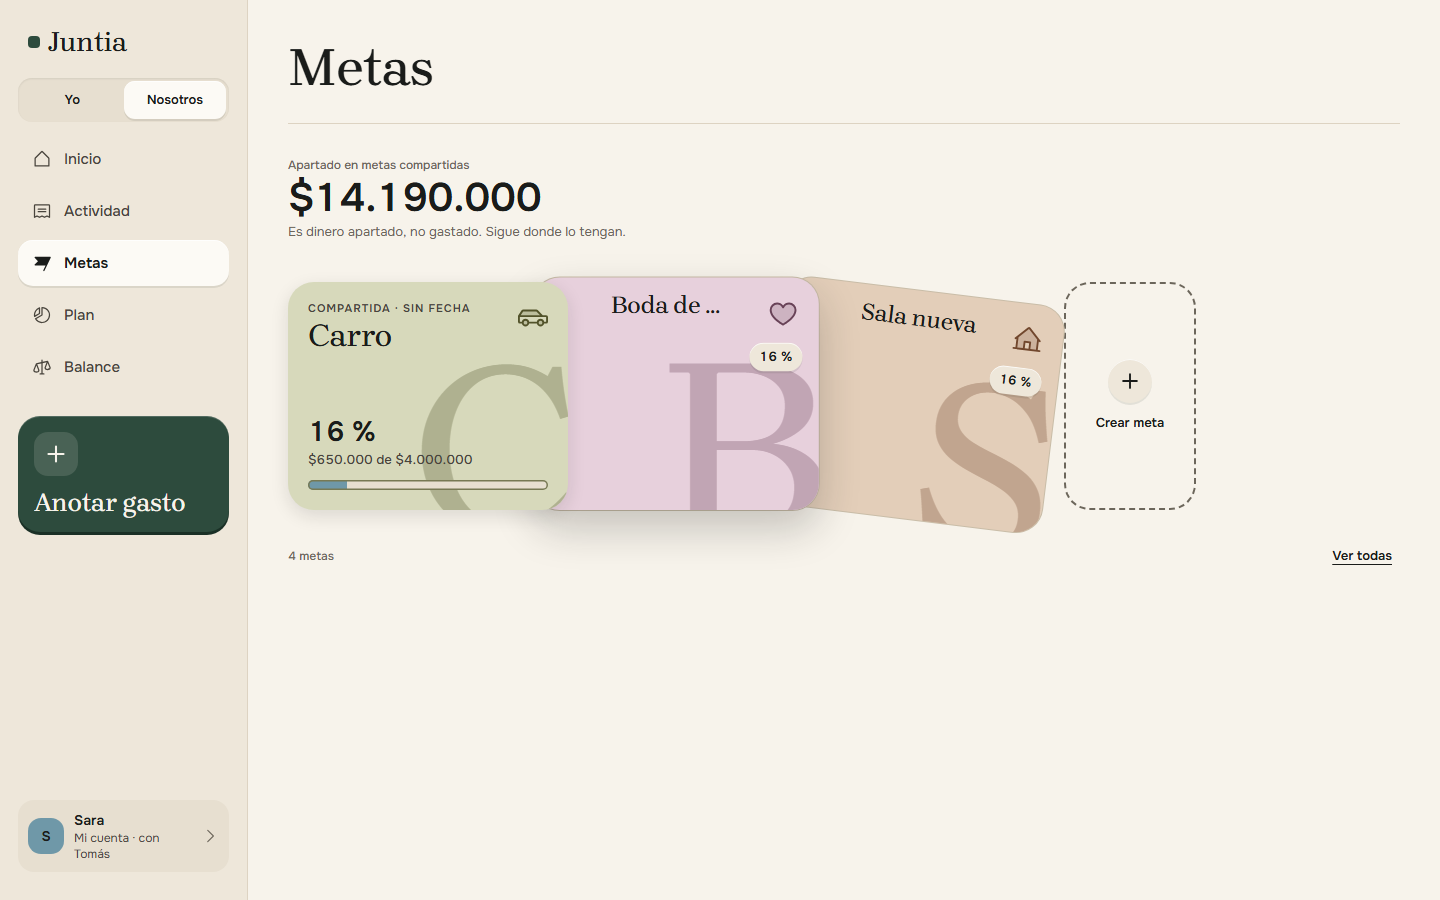 Juntia
Yo
Nosotros
Inicio
Actividad
Metas
Plan
Balance
Anotar gasto
S
Sara
Mi cuenta · con
Tomás
Metas
Apartado en metas compartidas
$14.190.000
Es dinero apartado, no gastado. Sigue donde lo tengan.
COMPARTIDA · SIN FECHA
Carro
C
16 %
$650.000 de $4.000.000
Boda de ...
16 %
B
Sala nueva
16 %
S
Crear meta
4 metas
Ver todas